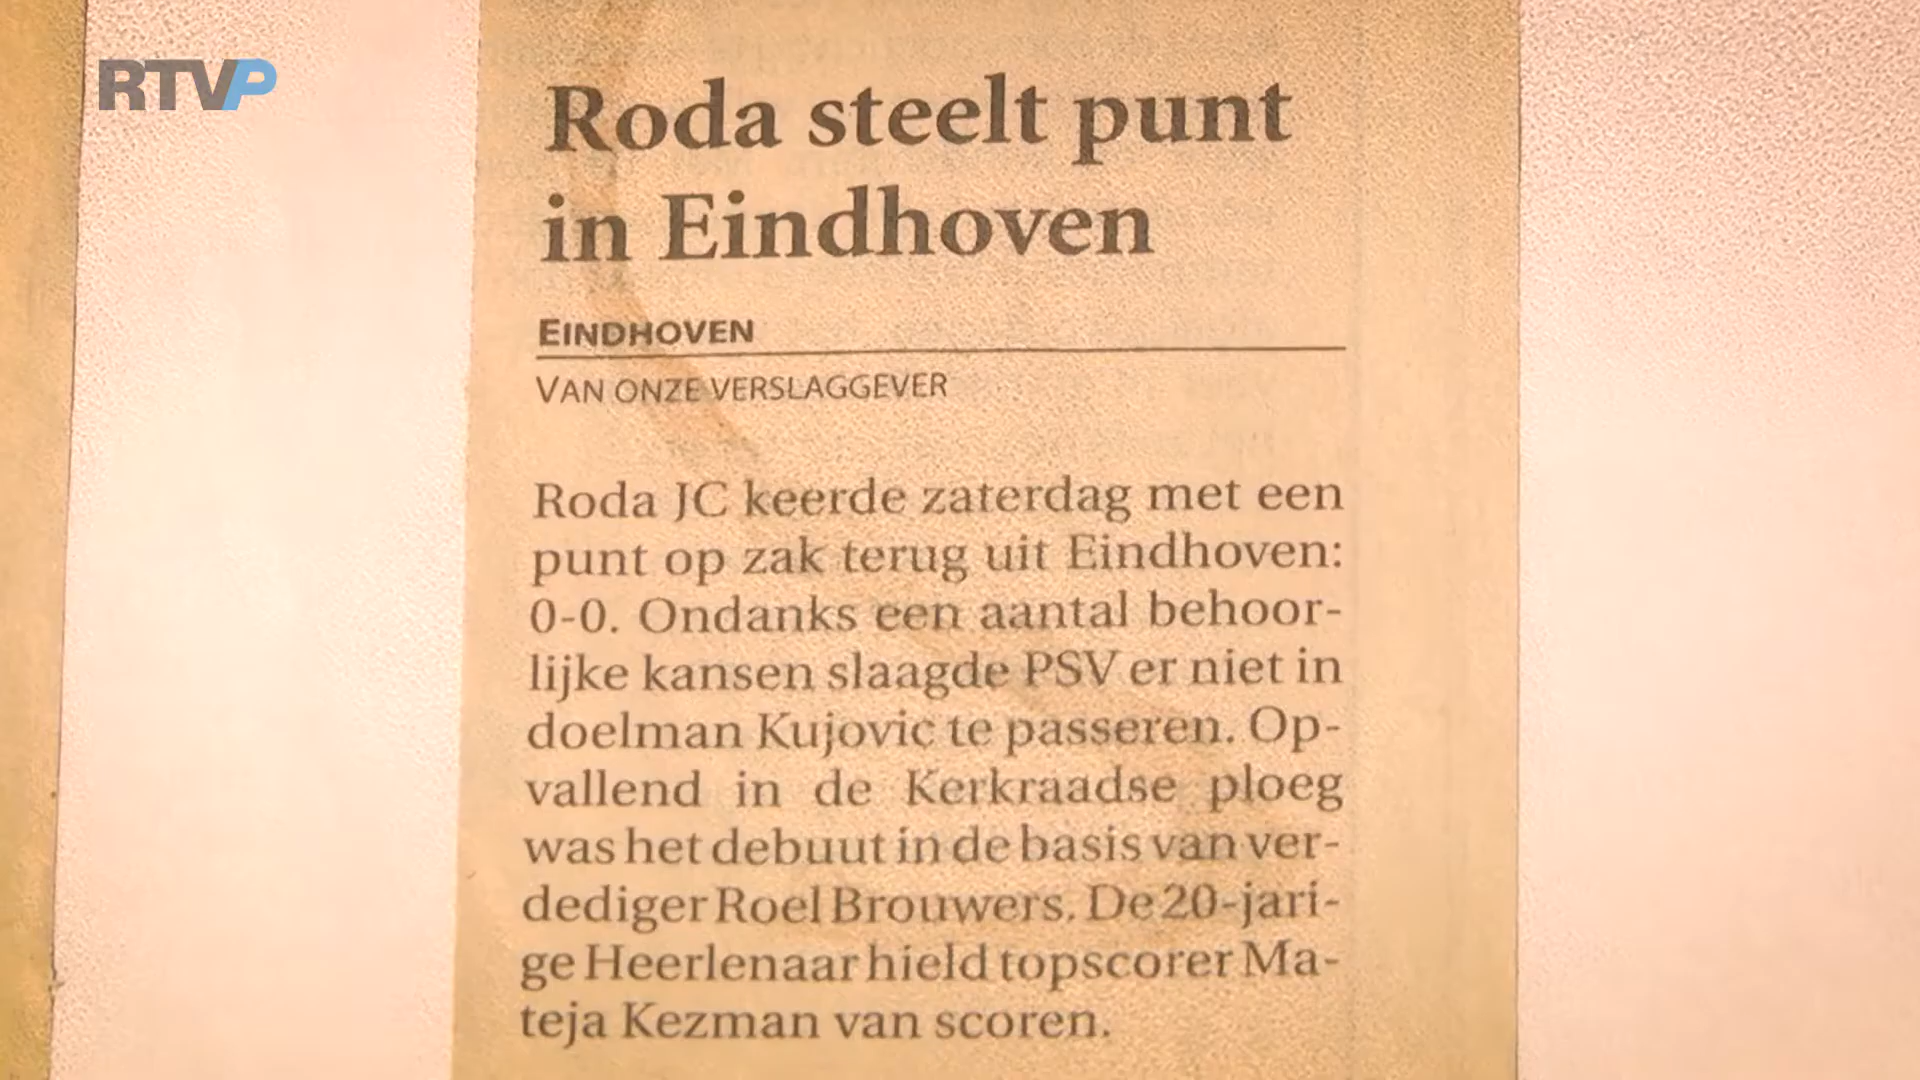 RTVP
Roda steelt punt
in Eindhoven
EINDHOVEN
VAN ONZE VERSLAGGEVER
Roda JC keerde zaterdag met een
punt op zak terug uit Eindhoven:
0-0. Ondanks een aantal behoor-
lijke kansen slaagde PSV er niet in
doelman Kujovic te passeren. Op-
vallend in de Kerkraadse ploeg
was het debuut in de basis van ver-
dediger Roel Brouwers. De 20-jari-
ge Heerlenaar hield topscorer Ma-
teja Kezman van scoren.